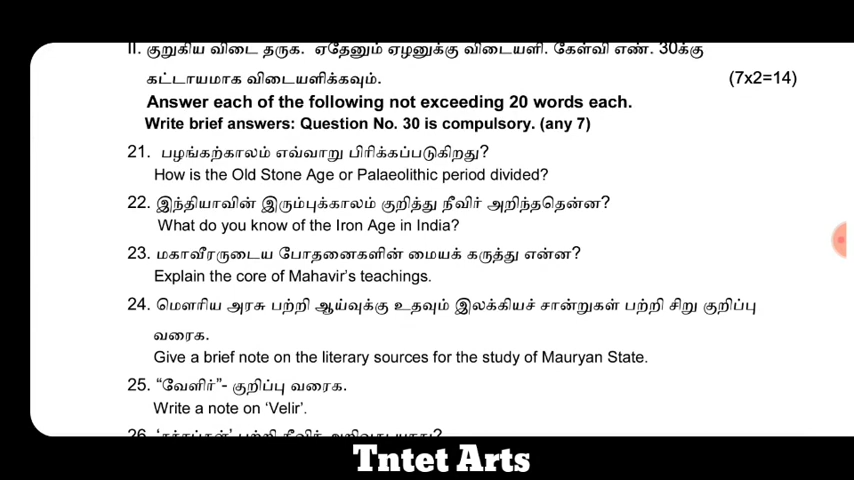 II. குறுகிய விடை தருக. ஏதேனும் ஏழனுக்கு விடையளி. கேள்வி எண். 30க்கு
கட்டாயமாக விடையளிக்கவும். (7x2=14)
Answer each of the following not exceeding 20 words each.
Write brief answers: Question No. 30 is compulsory. (any 7)
21. பழங்கற்காலம் எவ்வாறு பிரிக்கப்படுகிறது?
How is the Old Stone Age or Palaeolithic period divided?
22. இந்தியாவின் இரும்புக்காலம் குறித்து நீவிர் அறிந்ததென்ன?
What do you know of the Iron Age in India?
23. மகாவீரருடைய போதனைகளின் மையக் கருத்து என்ன?
Explain the core of Mahavir's teachings.
24. மௌரிய அரசு பற்றி ஆய்வுக்கு உதவும் இலக்கியச் சான்றுகள் பற்றி சிறு குறிப்பு
வரைக.
Give a brief note on the literary sources for the study of Mauryan State.
25. “வேளிர்”- குறிப்பு வரைக.
Write a note on ‘Velir’.
26. பற்றி நீவிர்
Tntet Arts